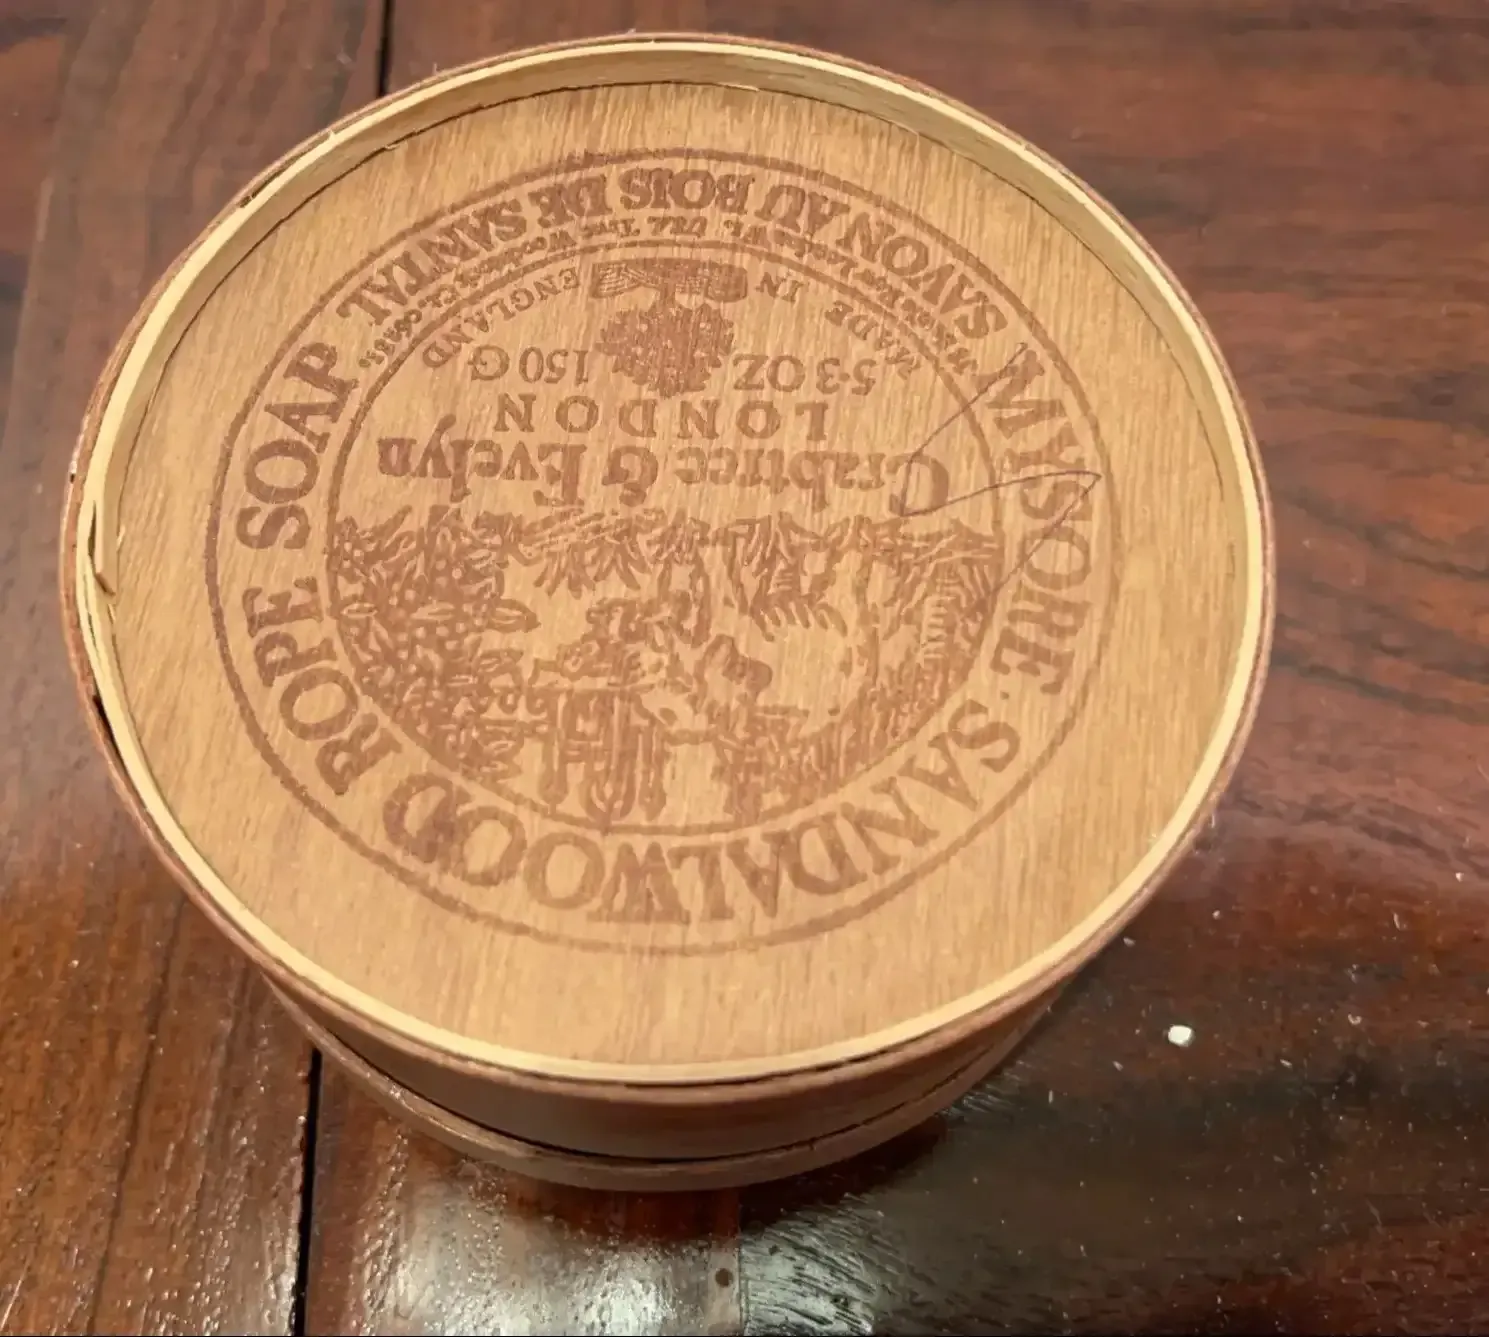 MYSORE · SANDALWOOD ROPE SOAP
SAVON AU BOIS DE SANTAL
Crabtree & Evelyn
LONDON
5·3 OZ 150 G
MADE IN ENGLAND